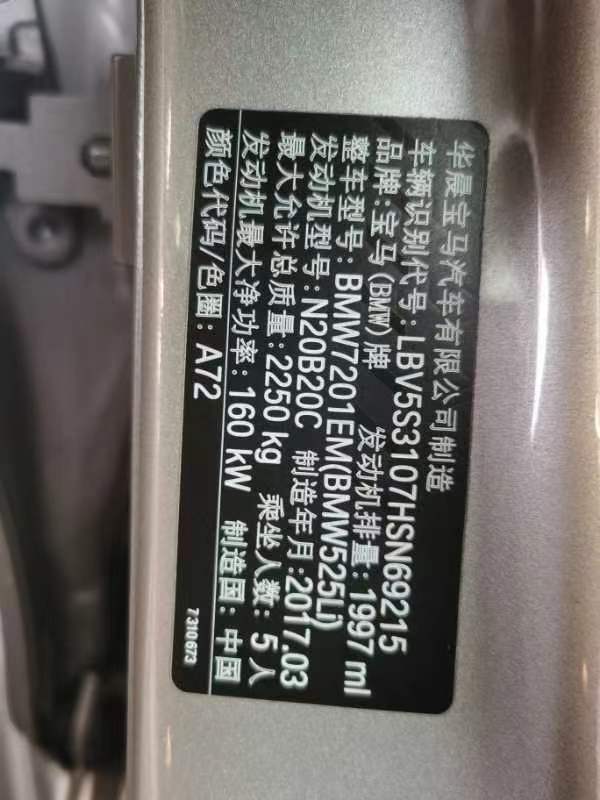 华晨宝马汽车有限公司制造
车辆识别代号:LBV5S3107HSN69215
品牌:宝马(BMW)牌 发动机排量:1997 ml
整车型号:BMW7201EM(BMW525Li)
发动机型号:N20B20C 制造年月:2017.03
最大允许总质量:2250 kg 乘坐人数:5人
发动机最大净功率:160 kW 制造国:中国
颜色代码/色圈:A72
7310673